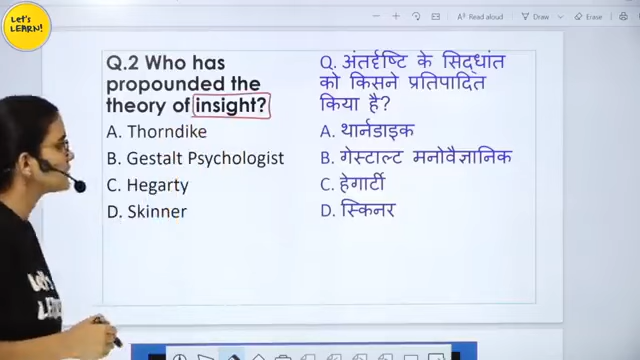 Let's
LEARN!
Read aloud
Draw
Erase
Q.2 Who has
propounded the
theory of insight?
A. Thorndike
B. Gestalt Psychologist
C. Hegarty
D. Skinner
Q. अंतर्दृष्टि के सिद्धांत
को किसने प्रतिपादित
किया है?
A. थार्नडाइक
B. गेस्टाल्ट मनोवैज्ञानिक
C. हेगार्टी
D. स्किनर